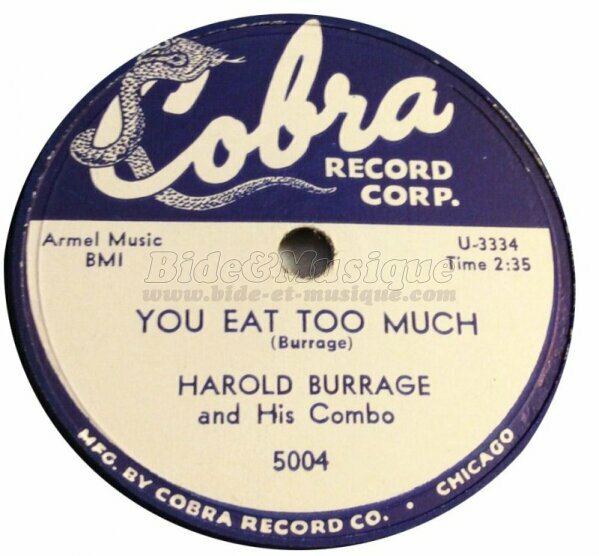 Cobra
RECORD
CORP.
Armel Music
BMI
U-3334
Time 2:35
Bide&Musique
www.bide-et-musique.com
YOU EAT TOO MUCH
(Burrage)
HAROLD BURRAGE
and His Combo
5004
MFG. BY COBRA RECORD CO. • CHICAGO